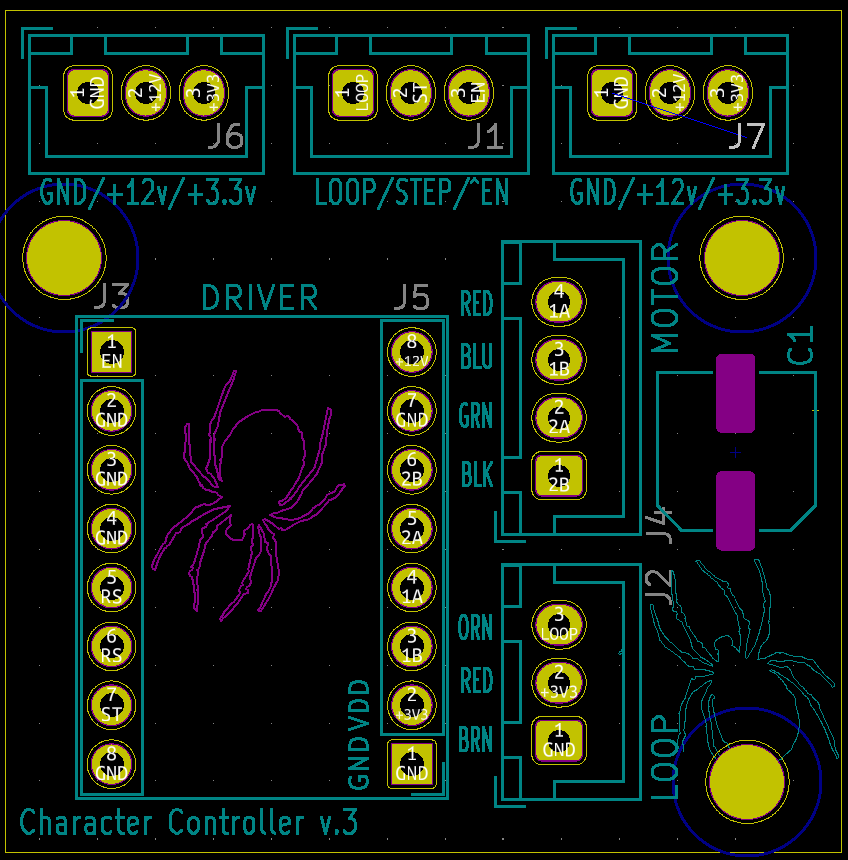 1 GND 2 +12V 3 +3V3
J6
GND/+12v/+3.3v
1 LOOP 2 ST 3 EN
J1
LOOP/STEP/^EN
1 GND 2 +12V 3 +3V3
J7
GND/+12v/+3.3v
J3
DRIVER
J5
1
EN
2
GND
3
GND
4
GND
5
RS
6
RS
7
ST
8
GND
8
+12V
7
GND
6
2B
5
2A
4
1A
3
1B
2
+3V3
1
GND
GND VDD
RED
BLU
GRN
BLK
4
1A
3
1B
2
2A
1
2B
MOTOR
J4
C1
ORN
RED
BRN
3
LOOP
2
+3V3
1
GND
J2
LOOP
Character Controller v.3